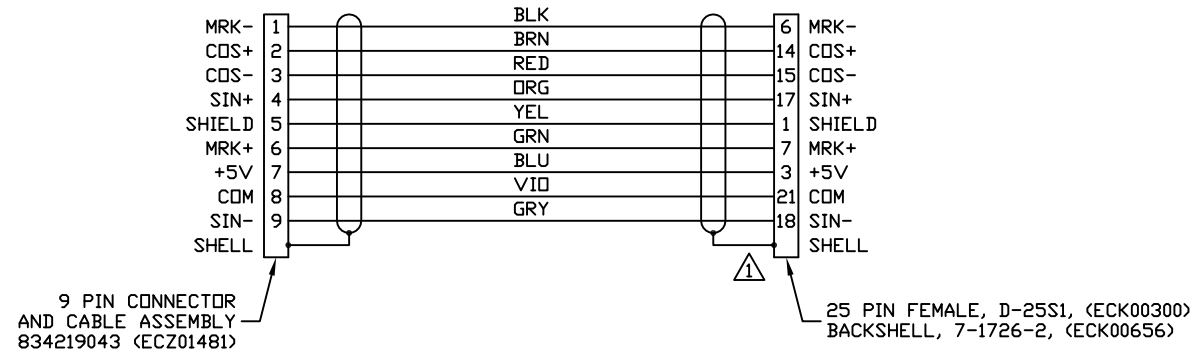 BLK
MRK- 1 6 MRK-
BRN
COS+ 2 14 COS+
RED
COS- 3 15 COS-
ORG
SIN+ 4 17 SIN+
YEL
SHIELD 5 1 SHIELD
GRN
MRK+ 6 7 MRK+
BLU
+5V 7 3 +5V
VIO
COM 8 21 COM
GRY
SIN- 9 18 SIN-
SHELL SHELL
1
9 PIN CONNECTOR
AND CABLE ASSEMBLY
834219043 (ECZ01481)
25 PIN FEMALE, D-25S1, (ECK00300)
BACKSHELL, 7-1726-2, (ECK00656)